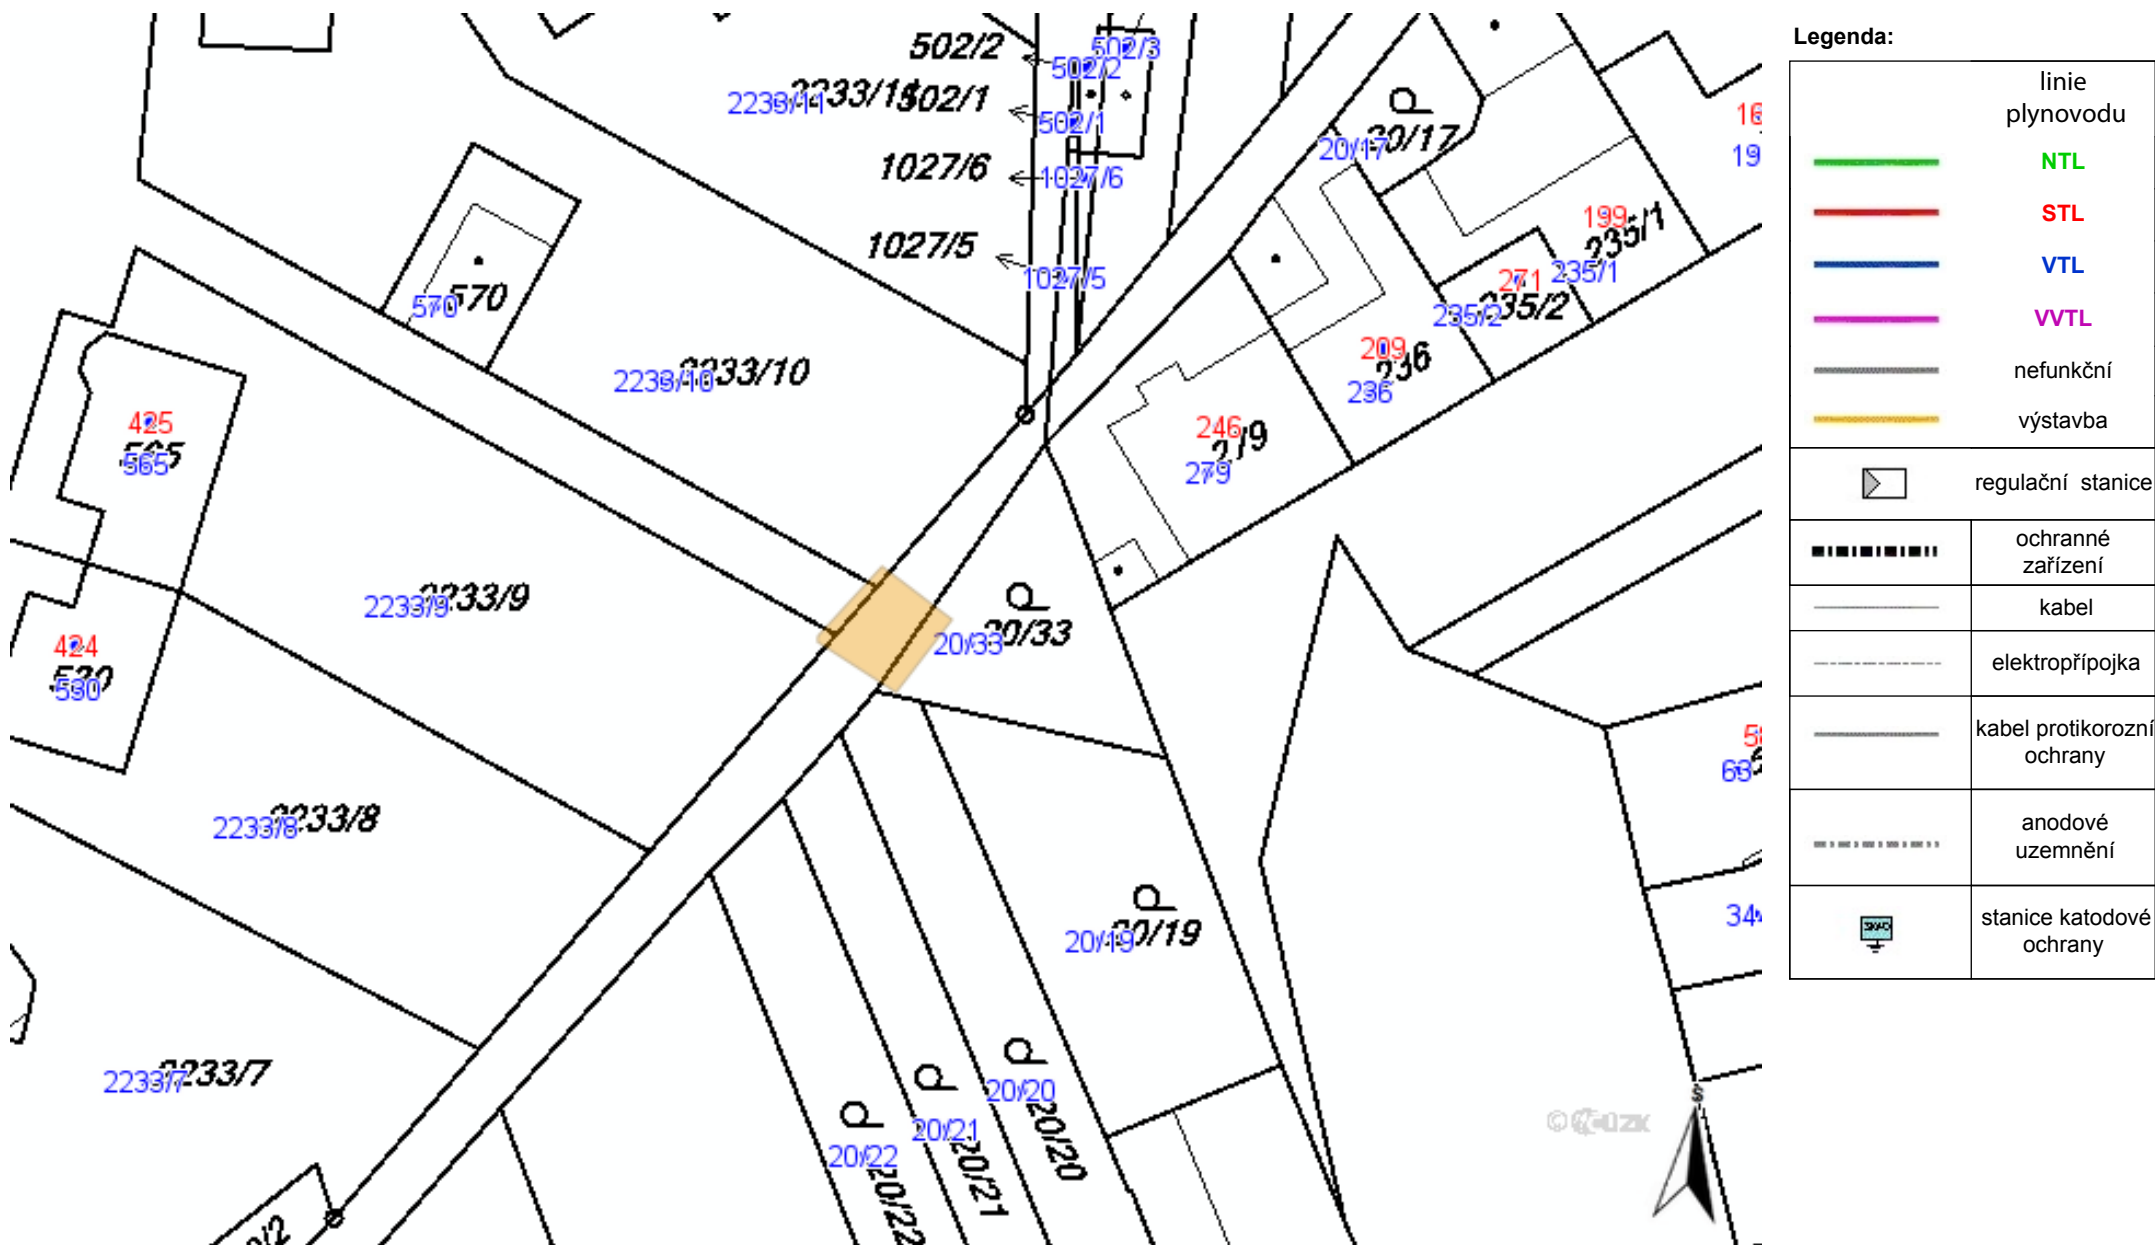 502/2
502/3
502/2
2233/11
2233/11
502/1
502/1
20/17
20/17
1027/6
1027/6
1027/5
1027/5
199
235/1
235/1
271
235/2
235/2
570
570
2233/10
2233/10
209
236
236
246
279
279
425
565
565
2233/9
2233/9
20/33
20/33
424
530
530
2233/8
2233/8
20/19
20/19
2233/7
2233/7
20/20
20/20
20/21
20/21
20/22
20/22
63
34
©ČÚZK
Š
Legenda:
linie
plynovodu
NTL
STL
VTL
VVTL
nefunkční
výstavba
regulační stanice
ochranné
zařízení
kabel
elektropřípojka
kabel protikorozní
ochrany
anodové
uzemnění
SKAO
stanice katodové
ochrany